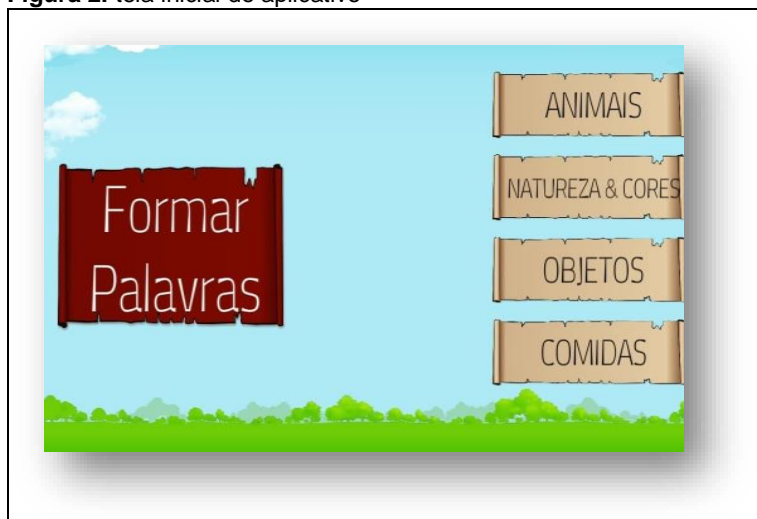 Figura 2: tela inicial do aplicativo
Formar
Palavras
ANIMAIS
NATUREZA & CORES
OBJETOS
COMIDAS